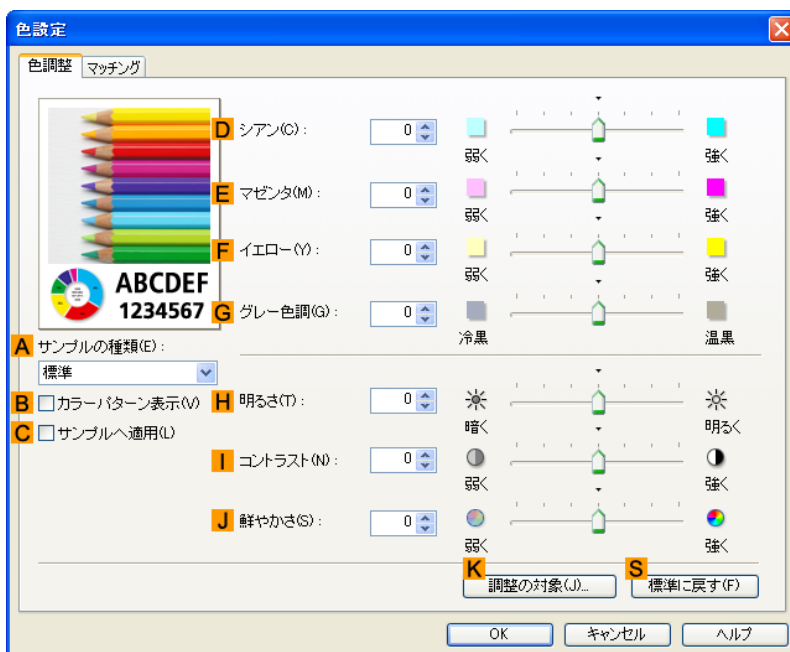 色設定
色調整 マッチング
ABCDEF
1234567
A サンプルの種類(E) :
標準
B カラーパターン表示(V)
C サンプルへ適用(L)
D シアン(C) : 0 弱く 強く
E マゼンタ(M) : 0 弱く 強く
F イエロー(Y) : 0 弱く 強く
G グレー色調(G) : 0 冷黒 温黒
H 明るさ(T) : 0 暗く 明るく
I コントラスト(N) : 0 弱く 強く
J 鮮やかさ(S) : 0 弱く 強く
K 調整の対象(J)... S 標準に戻す(F)
OK キャンセル ヘルプ